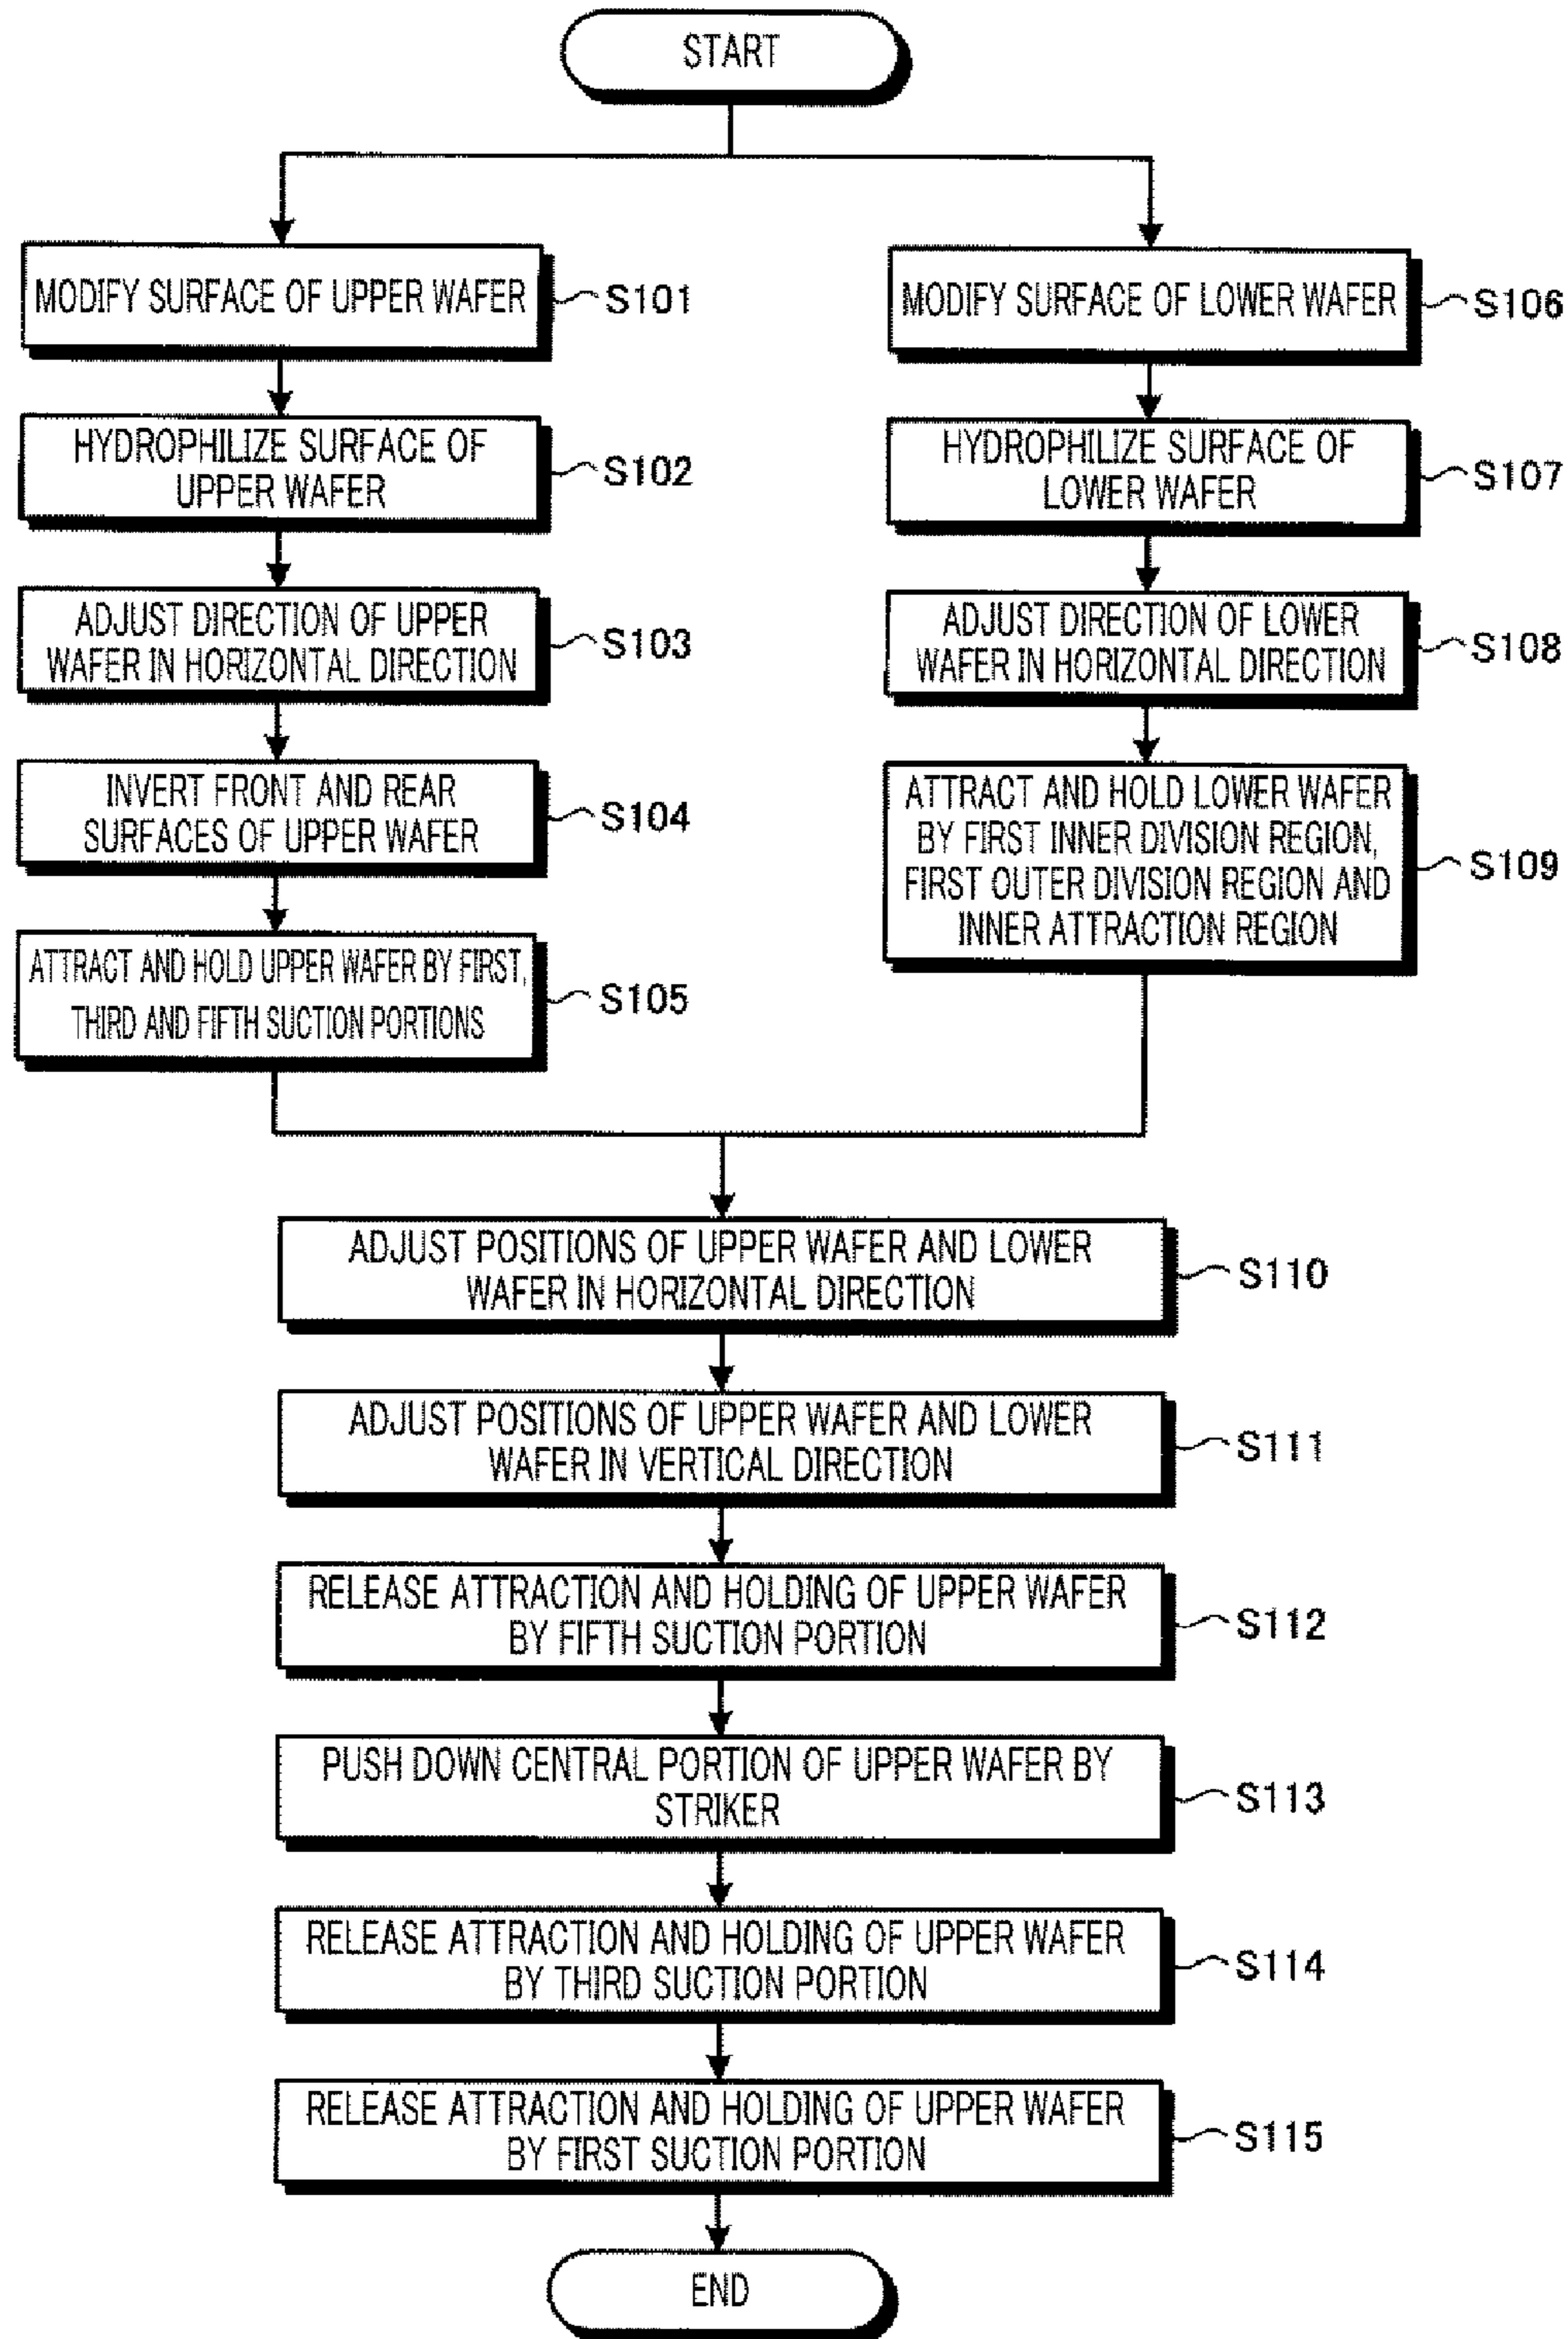 START
MODIFY SURFACE OF UPPER WAFER
S101
HYDROPHILIZE SURFACE OF
UPPER WAFER
S102
ADJUST DIRECTION OF UPPER
WAFER IN HORIZONTAL DIRECTION
S103
INVERT FRONT AND REAR
SURFACES OF UPPER WAFER
S104
ATTRACT AND HOLD UPPER WAFER BY FIRST,
THIRD AND FIFTH SUCTION PORTIONS
S105
MODIFY SURFACE OF LOWER WAFER
S106
HYDROPHILIZE SURFACE OF
LOWER WAFER
S107
ADJUST DIRECTION OF LOWER
WAFER IN HORIZONTAL DIRECTION
S108
ATTRACT AND HOLD LOWER WAFER
BY FIRST INNER DIVISION REGION,
FIRST OUTER DIVISION REGION AND
INNER ATTRACTION REGION
S109
ADJUST POSITIONS OF UPPER WAFER AND LOWER
WAFER IN HORIZONTAL DIRECTION
S110
ADJUST POSITIONS OF UPPER WAFER AND LOWER
WAFER IN VERTICAL DIRECTION
S111
RELEASE ATTRACTION AND HOLDING OF UPPER WAFER
BY FIFTH SUCTION PORTION
S112
PUSH DOWN CENTRAL PORTION OF UPPER WAFER BY
STRIKER
S113
RELEASE ATTRACTION AND HOLDING OF UPPER WAFER
BY THIRD SUCTION PORTION
S114
RELEASE ATTRACTION AND HOLDING OF UPPER WAFER
BY FIRST SUCTION PORTION
S115
END